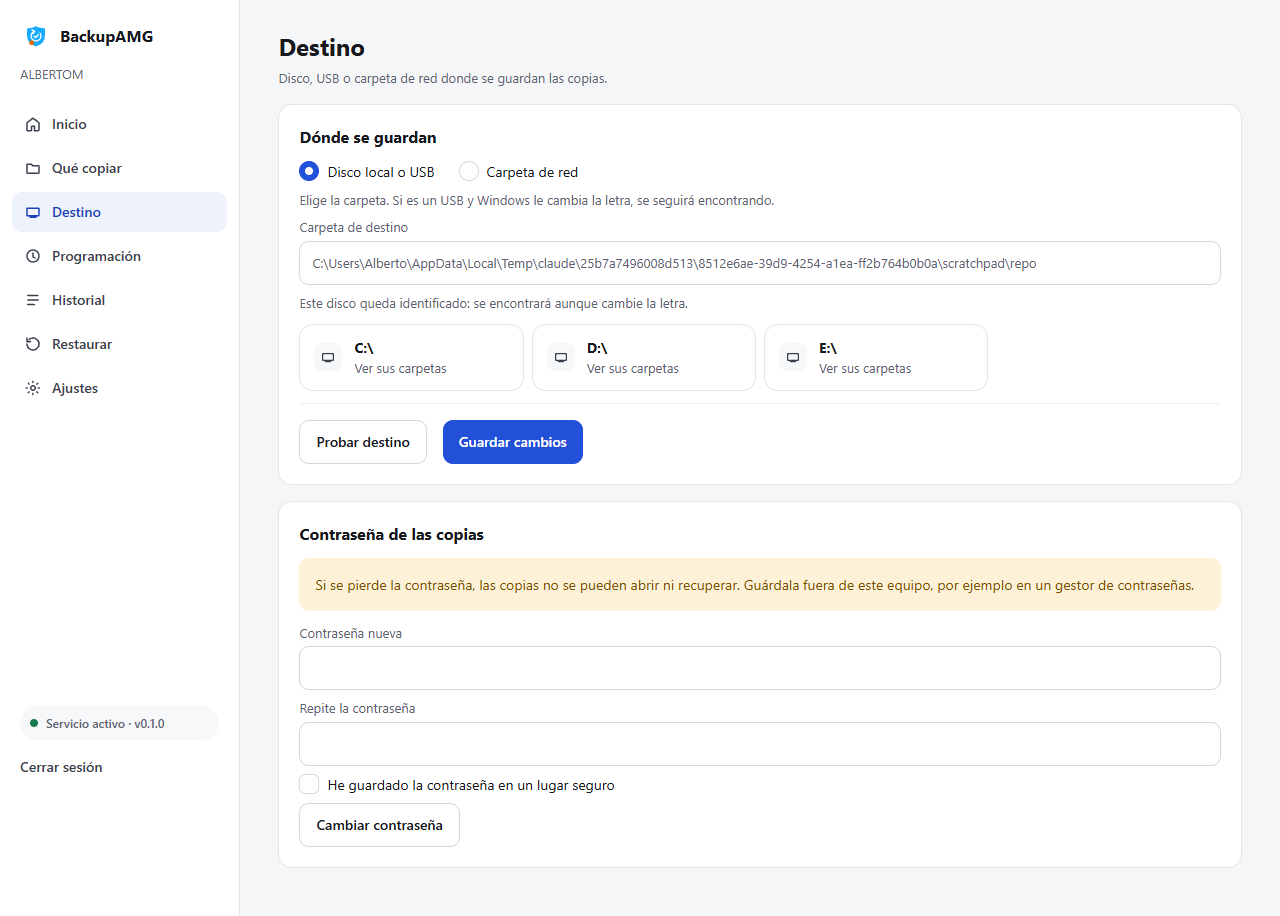 BackupAMG
ALBERTOM
Inicio
Qué copiar
Destino
Programación
Historial
Restaurar
Ajustes
Servicio activo · v0.1.0
Cerrar sesión
Destino
Disco, USB o carpeta de red donde se guardan las copias.
Dónde se guardan
Disco local o USB
Carpeta de red
Elige la carpeta. Si es un USB y Windows le cambia la letra, se seguirá encontrando.
Carpeta de destino
C:\Users\Alberto\AppData\Local\Temp\claude\25b7a7496008d513\8512e6ae-39d9-4254-a1ea-ff2b764b0b0a\scratchpad\repo
Este disco queda identificado: se encontrará aunque cambie la letra.
C:\
Ver sus carpetas
D:\
Ver sus carpetas
E:\
Ver sus carpetas
Probar destino
Guardar cambios
Contraseña de las copias
Si se pierde la contraseña, las copias no se pueden abrir ni recuperar. Guárdala fuera de este equipo, por ejemplo en un gestor de contraseñas.
Contraseña nueva
Repite la contraseña
He guardado la contraseña en un lugar seguro
Cambiar contraseña